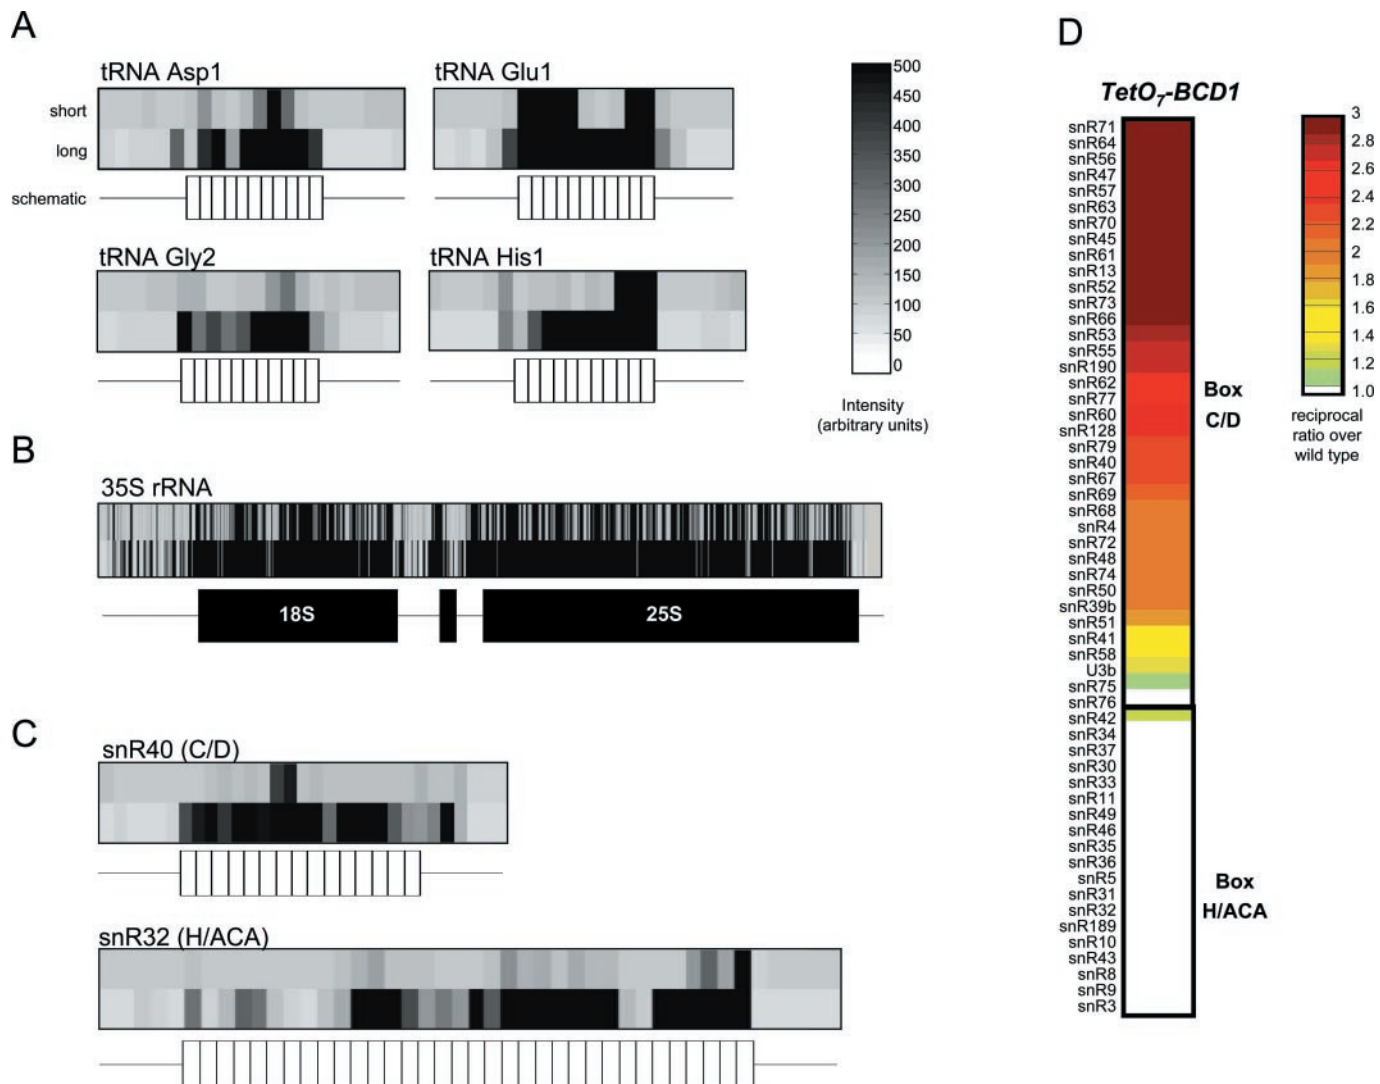 A
tRNA Asp1
short
long
schematic
tRNA Glu1
tRNA Gly2
tRNA His1
500
450
400
350
300
250
200
150
100
50
0
Intensity
(arbitrary units)
B
35S rRNA
18S
25S
C
snR40 (C/D)
snR32 (H/ACA)
D
TetO7-BCD1
snR71
snR64
snR56
snR47
snR57
snR63
snR70
snR45
snR61
snR13
snR52
snR73
snR66
snR53
snR55
snR190
snR62
snR77
snR60
snR128
snR79
snR40
snR67
snR69
snR68
snR4
snR72
snR48
snR74
snR50
snR39b
snR51
snR41
snR58
U3b
snR75
snR76
snR42
snR34
snR37
snR30
snR33
snR11
snR49
snR46
snR35
snR36
snR5
snR31
snR32
snR189
snR10
snR43
snR8
snR9
snR3
Box
C/D
Box
H/ACA
3
2.8
2.6
2.4
2.2
2
1.8
1.6
1.4
1.2
1.0
reciprocal
ratio over
wild type